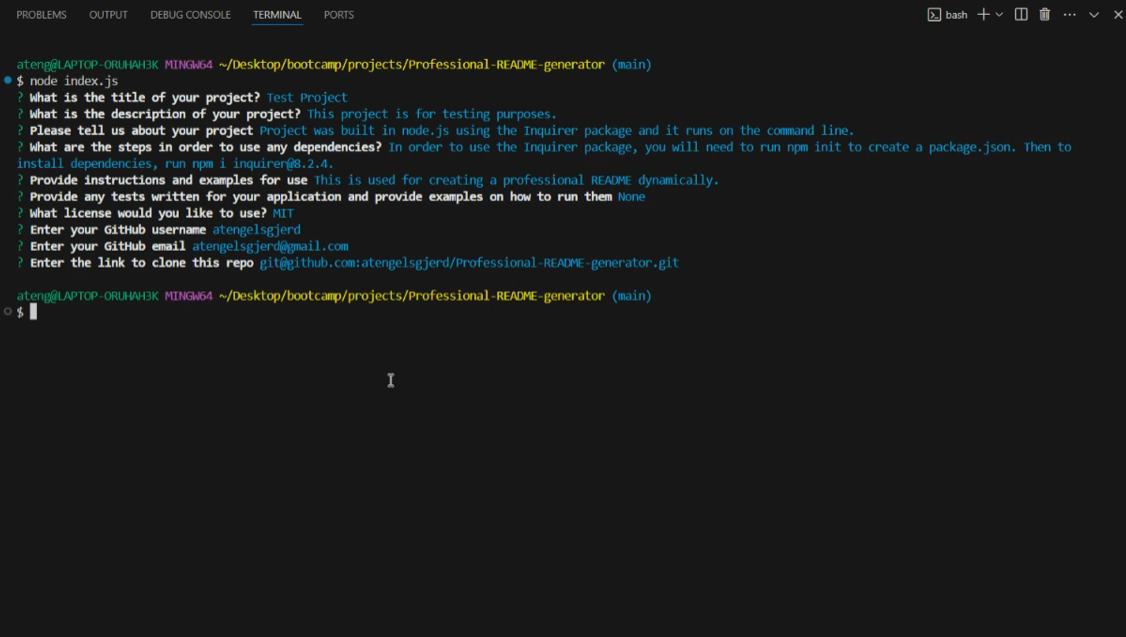 PROBLEMS OUTPUT DEBUG CONSOLE TERMINAL PORTS bash
ateng@LAPTOP-ORUHAH3K MINGW64 ~/Desktop/bootcamp/projects/Professional-README-generator (main)
$ node index.js
? What is the title of your project? Test Project
? What is the description of your project? This project is for testing purposes.
? Please tell us about your project Project was built in node.js using the Inquirer package and it runs on the command line.
? What are the steps in order to use any dependencies? In order to use the Inquirer package, you will need to run npm init to create a package.json. Then to
install dependencies, run npm i inquirer@8.2.4.
? Provide instructions and examples for use This is used for creating a professional README dynamically.
? Provide any tests written for your application and provide examples on how to run them None
? What license would you like to use? MIT
? Enter your GitHub username atengelsgjerd
? Enter your GitHub email atengelsgjerd@gmail.com
? Enter the link to clone this repo git@github.com:atengelsgjerd/Professional-README-generator.git
ateng@LAPTOP-ORUHAH3K MINGW64 ~/Desktop/bootcamp/projects/Professional-README-generator (main)
$